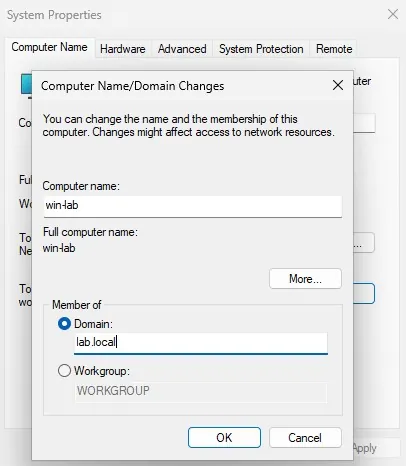 System Properties
Computer Name
Hardware
Advanced
System Protection
Remote
Computer Name/Domain Changes
You can change the name and the membership of this
computer. Changes might affect access to network resources.
Computer name:
win-lab
Full computer name:
win-lab
More...
Member of
Domain:
lab.local
Workgroup:
WORKGROUP
OK
Cancel
Apply